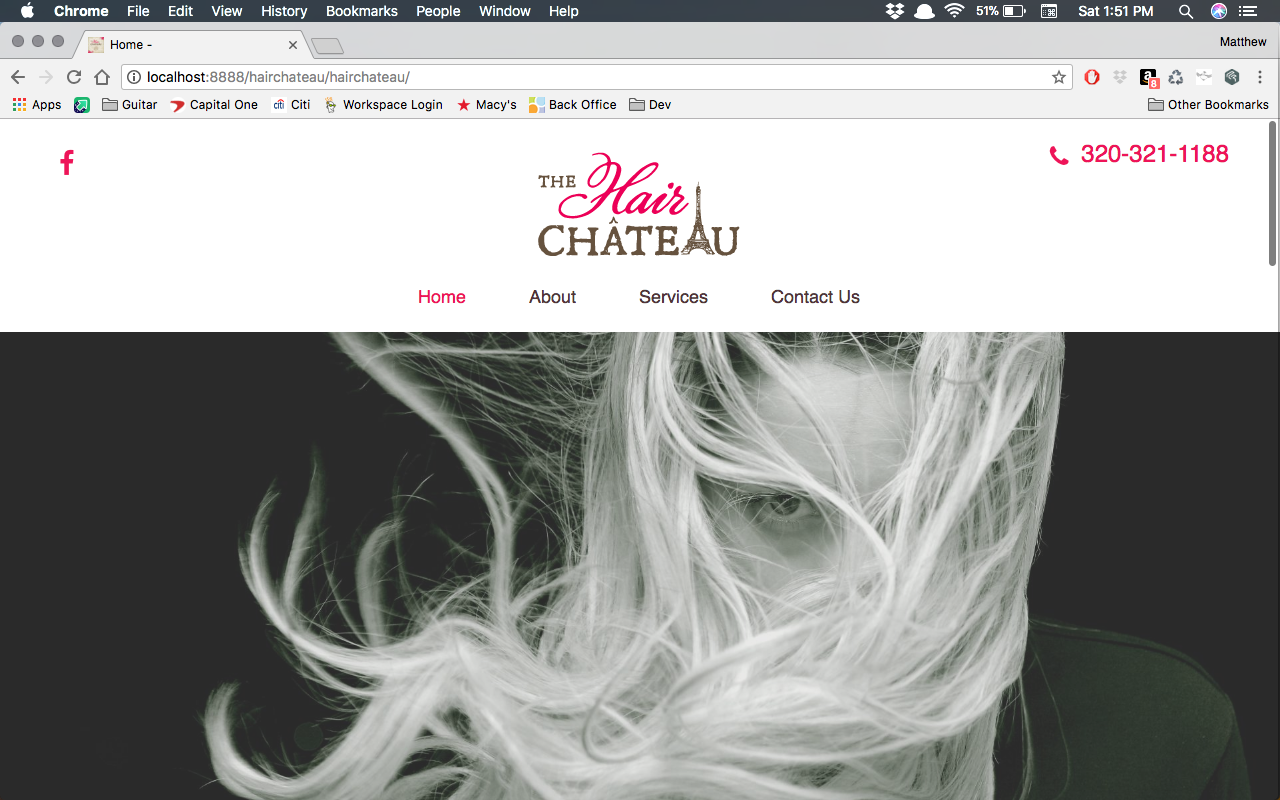 Chrome File Edit View History Bookmarks People Window Help 51% Sat 1:51 PM
Home - Matthew
localhost:8888/hairchateau/hairchateau/ a 8
Apps Guitar Capital One citi Citi Workspace Login Macy's Back Office Dev Other Bookmarks
f 320-321-1188
THE Hair
CHÂTEAU
Home About Services Contact Us